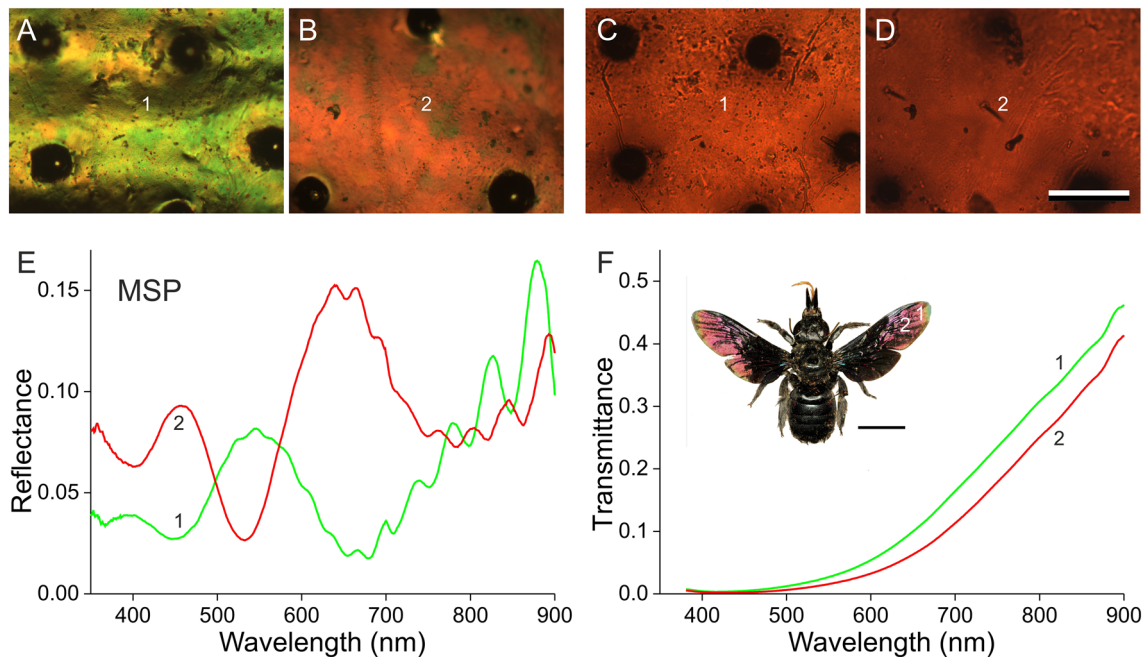 A
B
C
D
1
2
1
2
E
MSP
0.15
0.10
0.05
0.00
Reflectance
2
1
400 500 600 700 800 900
Wavelength (nm)
F
0.5
0.4
0.3
0.2
0.1
0.0
Transmittance
1
2
1
2
400 500 600 700 800 900
Wavelength (nm)